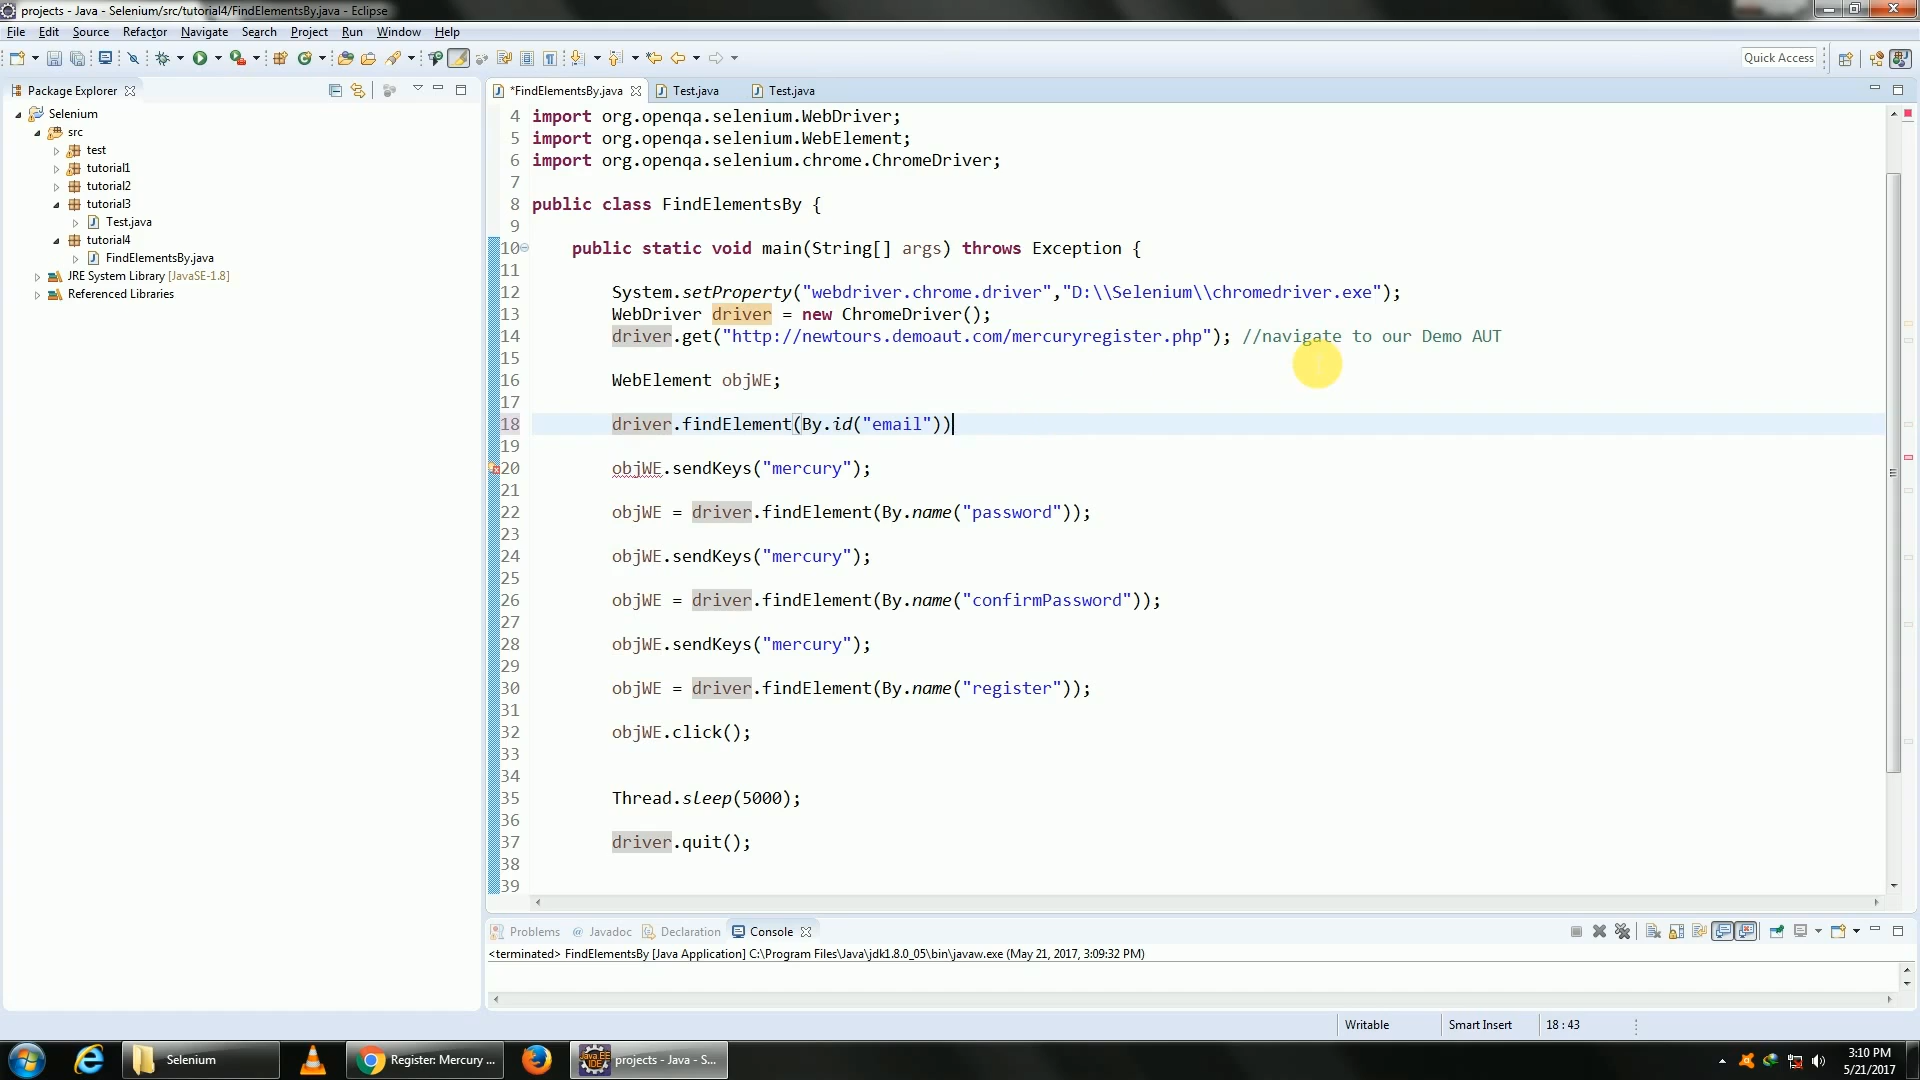 projects - Java - Selenium/src/tutorial4/FindElementsBy.java - Eclipse
File Edit Source Refactor Navigate Search Project Run Window Help
Quick Access
Package Explorer
*FindElementsBy.java Test.java Test.java
Selenium
src
test
tutorial1
tutorial2
tutorial3
Test.java
tutorial4
FindElementsBy.java
JRE System Library [JavaSE-1.8]
Referenced Libraries
4 import org.openqa.selenium.WebDriver;
5 import org.openqa.selenium.WebElement;
6 import org.openqa.selenium.chrome.ChromeDriver;
7
8 public class FindElementsBy {
9
10 public static void main(String[] args) throws Exception {
11
12 System.setProperty("webdriver.chrome.driver","D:\\Selenium\\chromedriver.exe");
13 WebDriver driver = new ChromeDriver();
14 driver.get("http://newtours.demoaut.com/mercuryregister.php"); //navigate to our Demo AUT
15
16 WebElement objWE;
17
18 driver.findElement(By.id("email"))
19
20 objWE.sendKeys("mercury");
21
22 objWE = driver.findElement(By.name("password"));
23
24 objWE.sendKeys("mercury");
25
26 objWE = driver.findElement(By.name("confirmPassword"));
27
28 objWE.sendKeys("mercury");
29
30 objWE = driver.findElement(By.name("register"));
31
32 objWE.click();
33
34
35 Thread.sleep(5000);
36
37 driver.quit();
38
39
Problems @ Javadoc Declaration Console
<terminated> FindElementsBy [Java Application] C:\Program Files\Java\jdk1.8.0_05\bin\javaw.exe (May 21, 2017, 3:09:32 PM)
Writable Smart Insert 18 : 43
Selenium Register: Mercury ... Java EE IDE projects - Java - S...
3:10 PM
5/21/2017